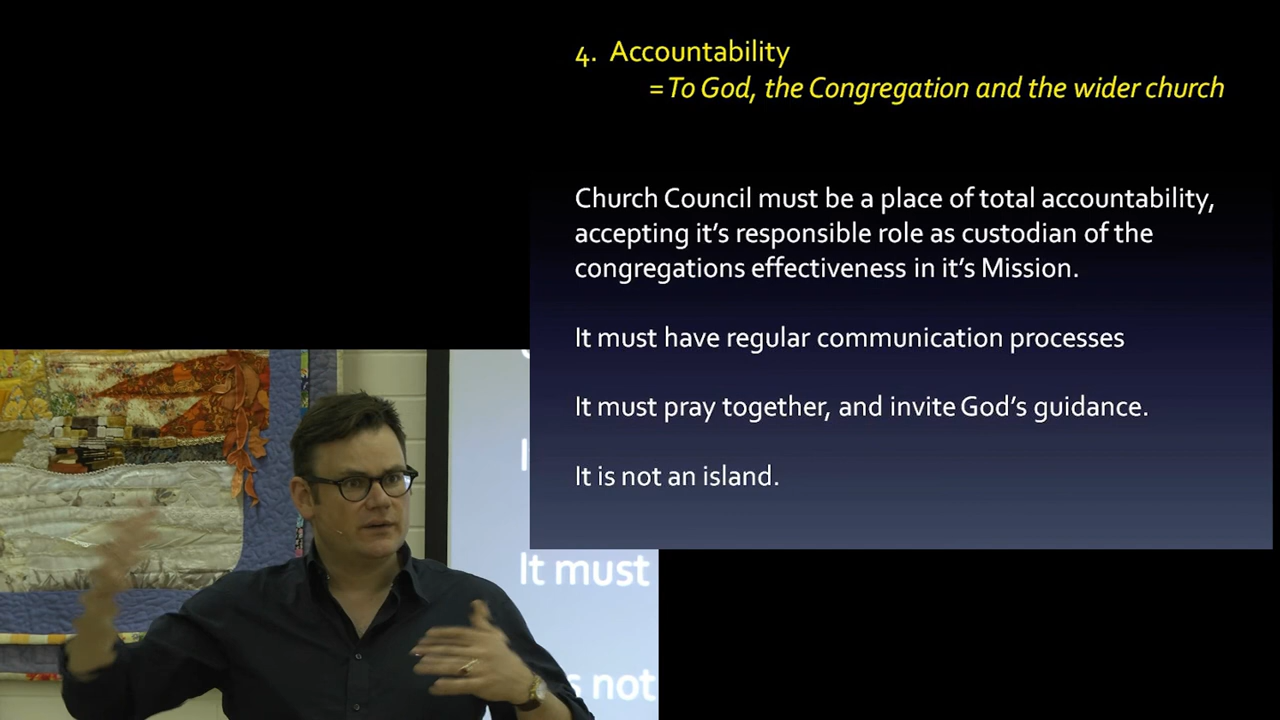 4. Accountability
= To God, the Congregation and the wider church
Church Council must be a place of total accountability,
accepting it's responsible role as custodian of the
congregations effectiveness in it's Mission.
It must have regular communication processes
It must pray together, and invite God's guidance.
It is not an island.
It must
s not